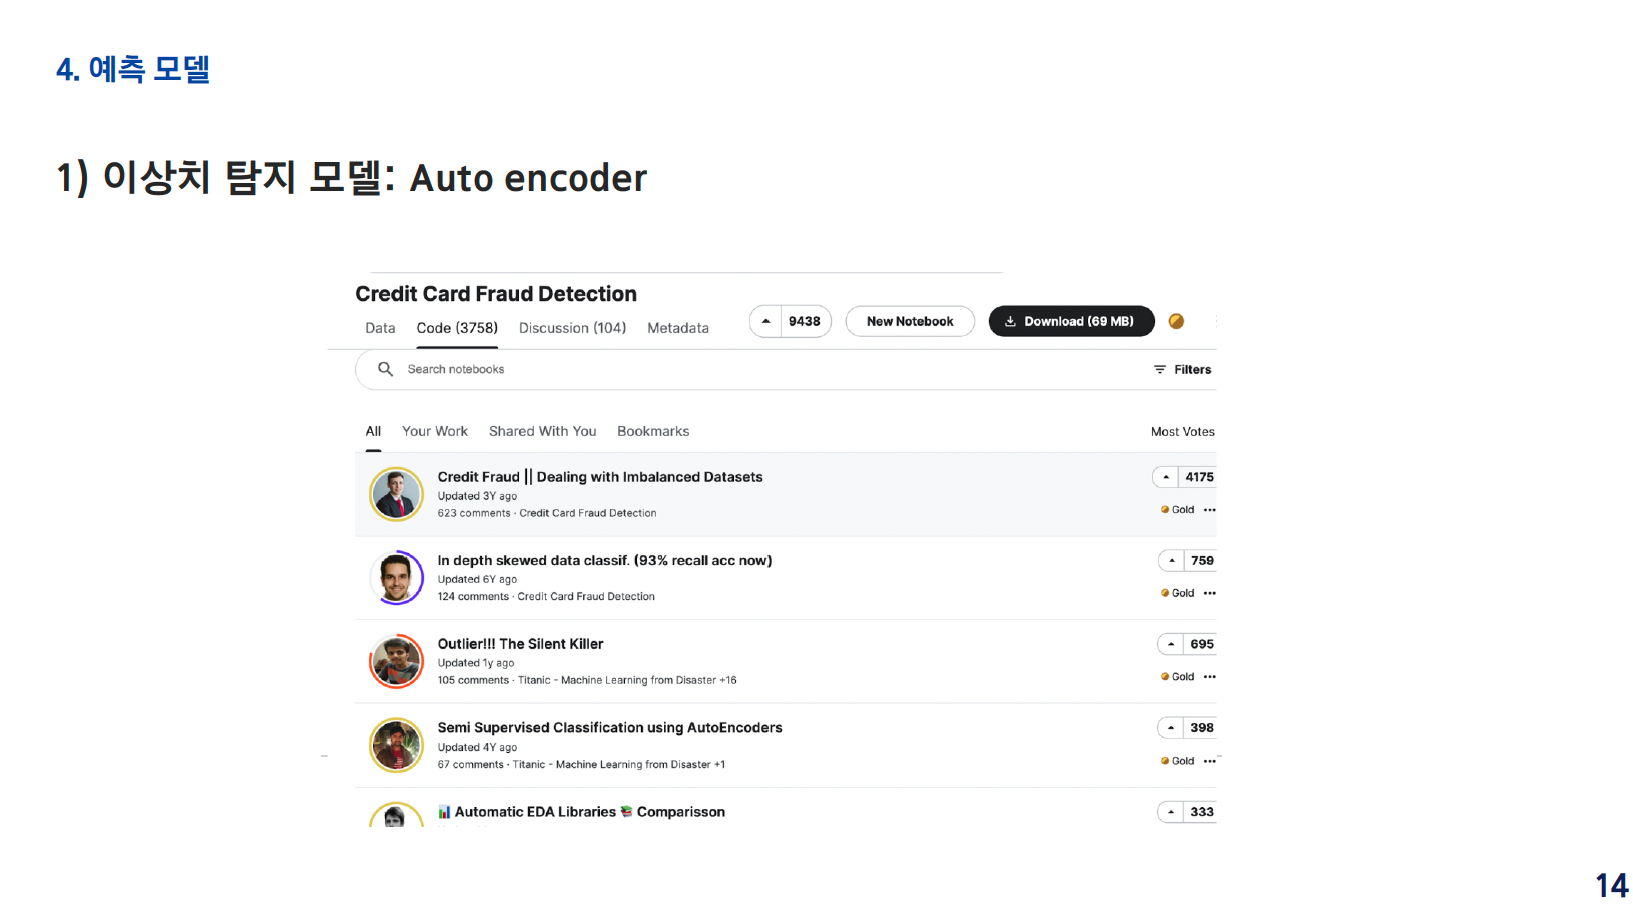 4. 예측 모델
1) 이상치 탐지 모델: Auto encoder
Credit Card Fraud Detection
Data Code (3758) Discussion (104) Metadata
9438 New Notebook Download (69 MB)
Search notebooks Filters
All Your Work Shared With You Bookmarks Most Votes
Credit Fraud || Dealing with Imbalanced Datasets 4175
Updated 3Y ago
623 comments · Credit Card Fraud Detection Gold
In depth skewed data classif. (93% recall acc now) 759
Updated 6Y ago
124 comments · Credit Card Fraud Detection Gold
Outlier!!! The Silent Killer 695
Updated 1y ago
105 comments · Titanic - Machine Learning from Disaster +16 Gold
Semi Supervised Classification using AutoEncoders 398
Updated 4Y ago
67 comments · Titanic - Machine Learning from Disaster +1 Gold
📊 Automatic EDA Libraries 📚 Comparisson 333
14